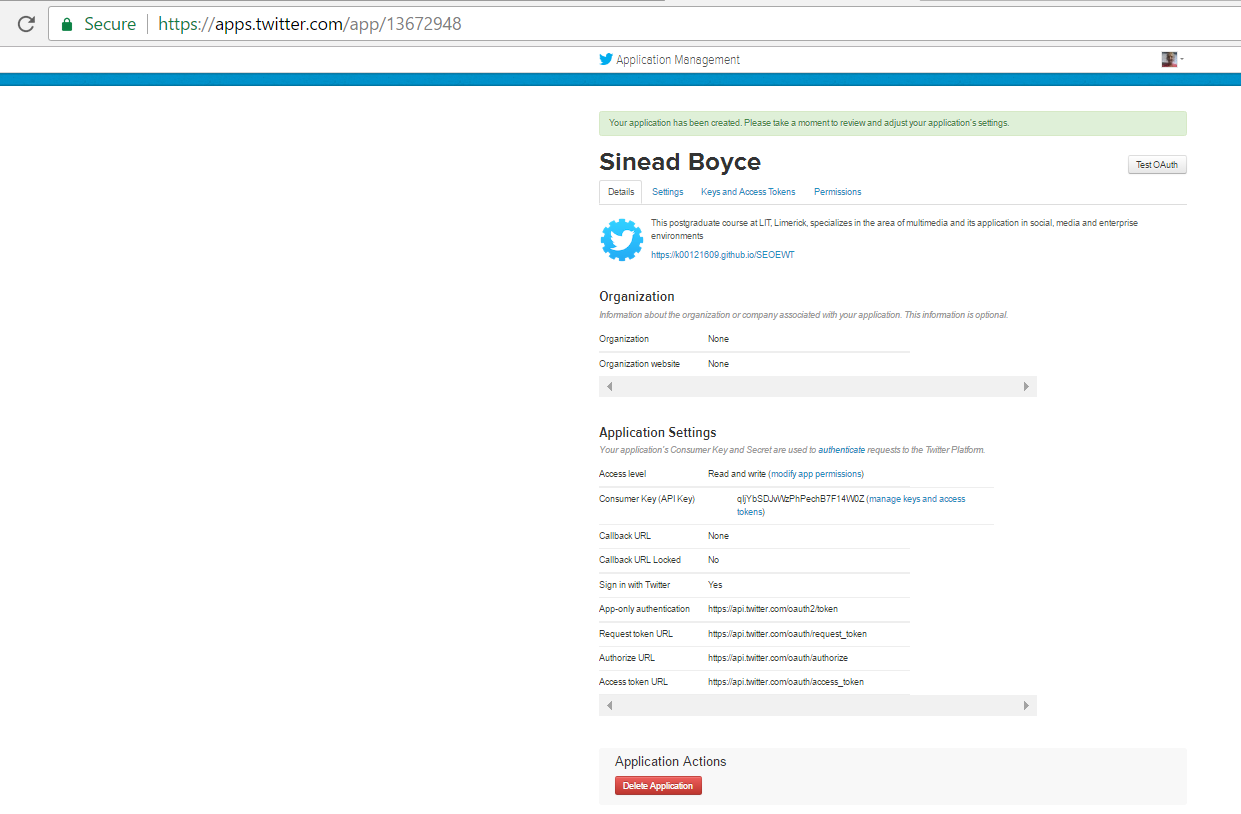 Secure https://apps.twitter.com/app/13672948
Application Management
Your application has been created. Please take a moment to review and adjust your application's settings.
Sinead Boyce
Test OAuth
Details Settings Keys and Access Tokens Permissions
This postgraduate course at LIT, Limerick, specializes in the area of multimedia and its application in social, media and enterprise
environments
https://k00121609.github.io/SEOEWT
Organization
Information about the organization or company associated with your application. This information is optional.
Organization None
Organization website None
Application Settings
Your application's Consumer Key and Secret are used to authenticate requests to the Twitter Platform.
Access level Read and write (modify app permissions)
Consumer Key (API Key) (manage keys and access
tokens)
Callback URL None
Callback URL Locked No
Sign in with Twitter Yes
App-only authentication https://api.twitter.com/oauth2/token
Request token URL https://api.twitter.com/oauth/request_token
Authorize URL https://api.twitter.com/oauth/authorize
Access token URL https://api.twitter.com/oauth/access_token
Application Actions
Delete Application